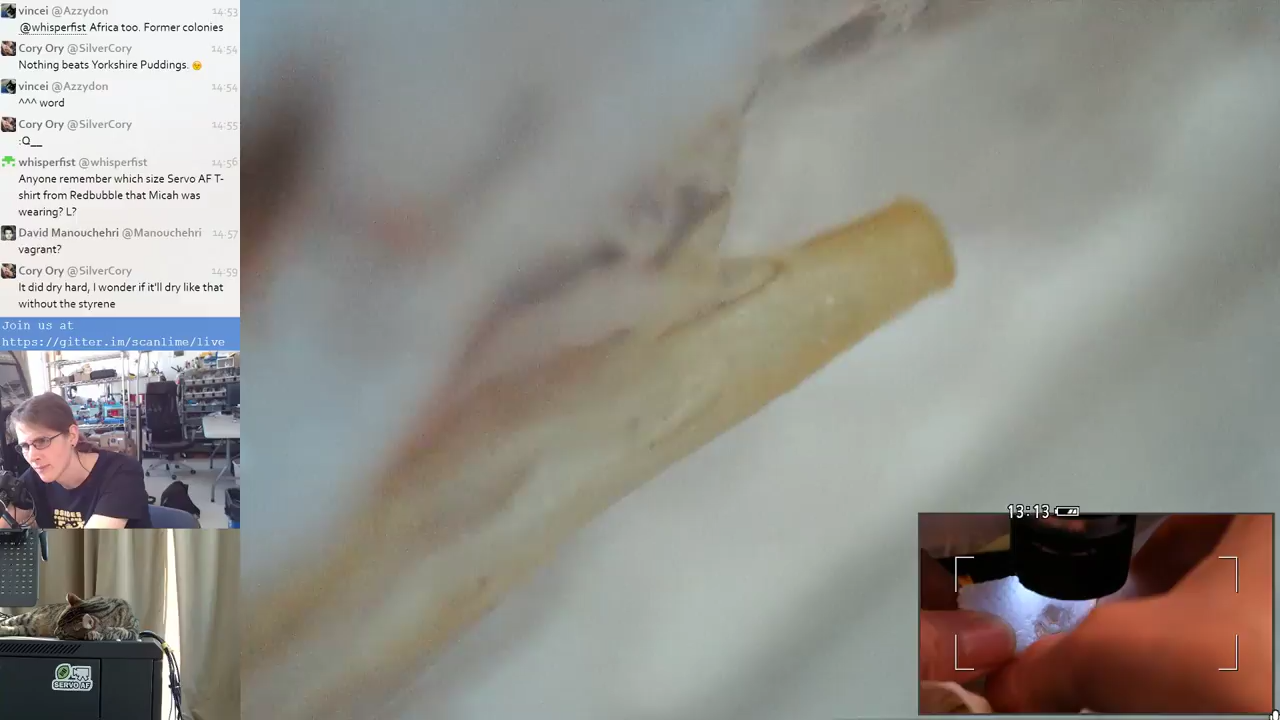 vincei @Azzydon 14:53
@whisperfist Africa too. Former colonies
Cory Ory @SilverCory 14:54
Nothing beats Yorkshire Puddings. 😠
vincei @Azzydon 14:54
^^^ word
Cory Ory @SilverCory 14:55
:Q__
whisperfist @whisperfist 14:56
Anyone remember which size Servo AF T-
shirt from Redbubble that Micah was
wearing? L?
David Manouchehri @Manouchehri 14:57
vagrant?
Cory Ory @SilverCory 14:59
It did dry hard, I wonder if it'll dry like that
without the styrene
Join us at
https://gitter.im/scanlime/live
SERVO AF
13:13